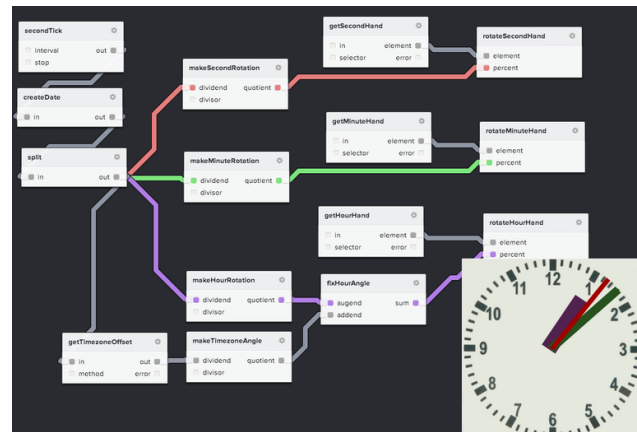 secondTick
interval out
stop
createDate
in out
split
in out
makeSecondRotation
dividend quotient
divisor
makeMinuteRotation
dividend quotient
divisor
makeHourRotation
dividend quotient
divisor
getTimezoneOffset
in out
method error
makeTimezoneAngle
dividend quotient
divisor
getSecondHand
in element
selector error
rotateSecondHand
element
percent
getMinuteHand
in element
selector error
rotateMinuteHand
element
percent
getHourHand
in element
selector error
rotateHourHand
element
percent
fixHourAngle
augend sum
addend
12
11 1
10 2
9 3
8 4
7 5
6